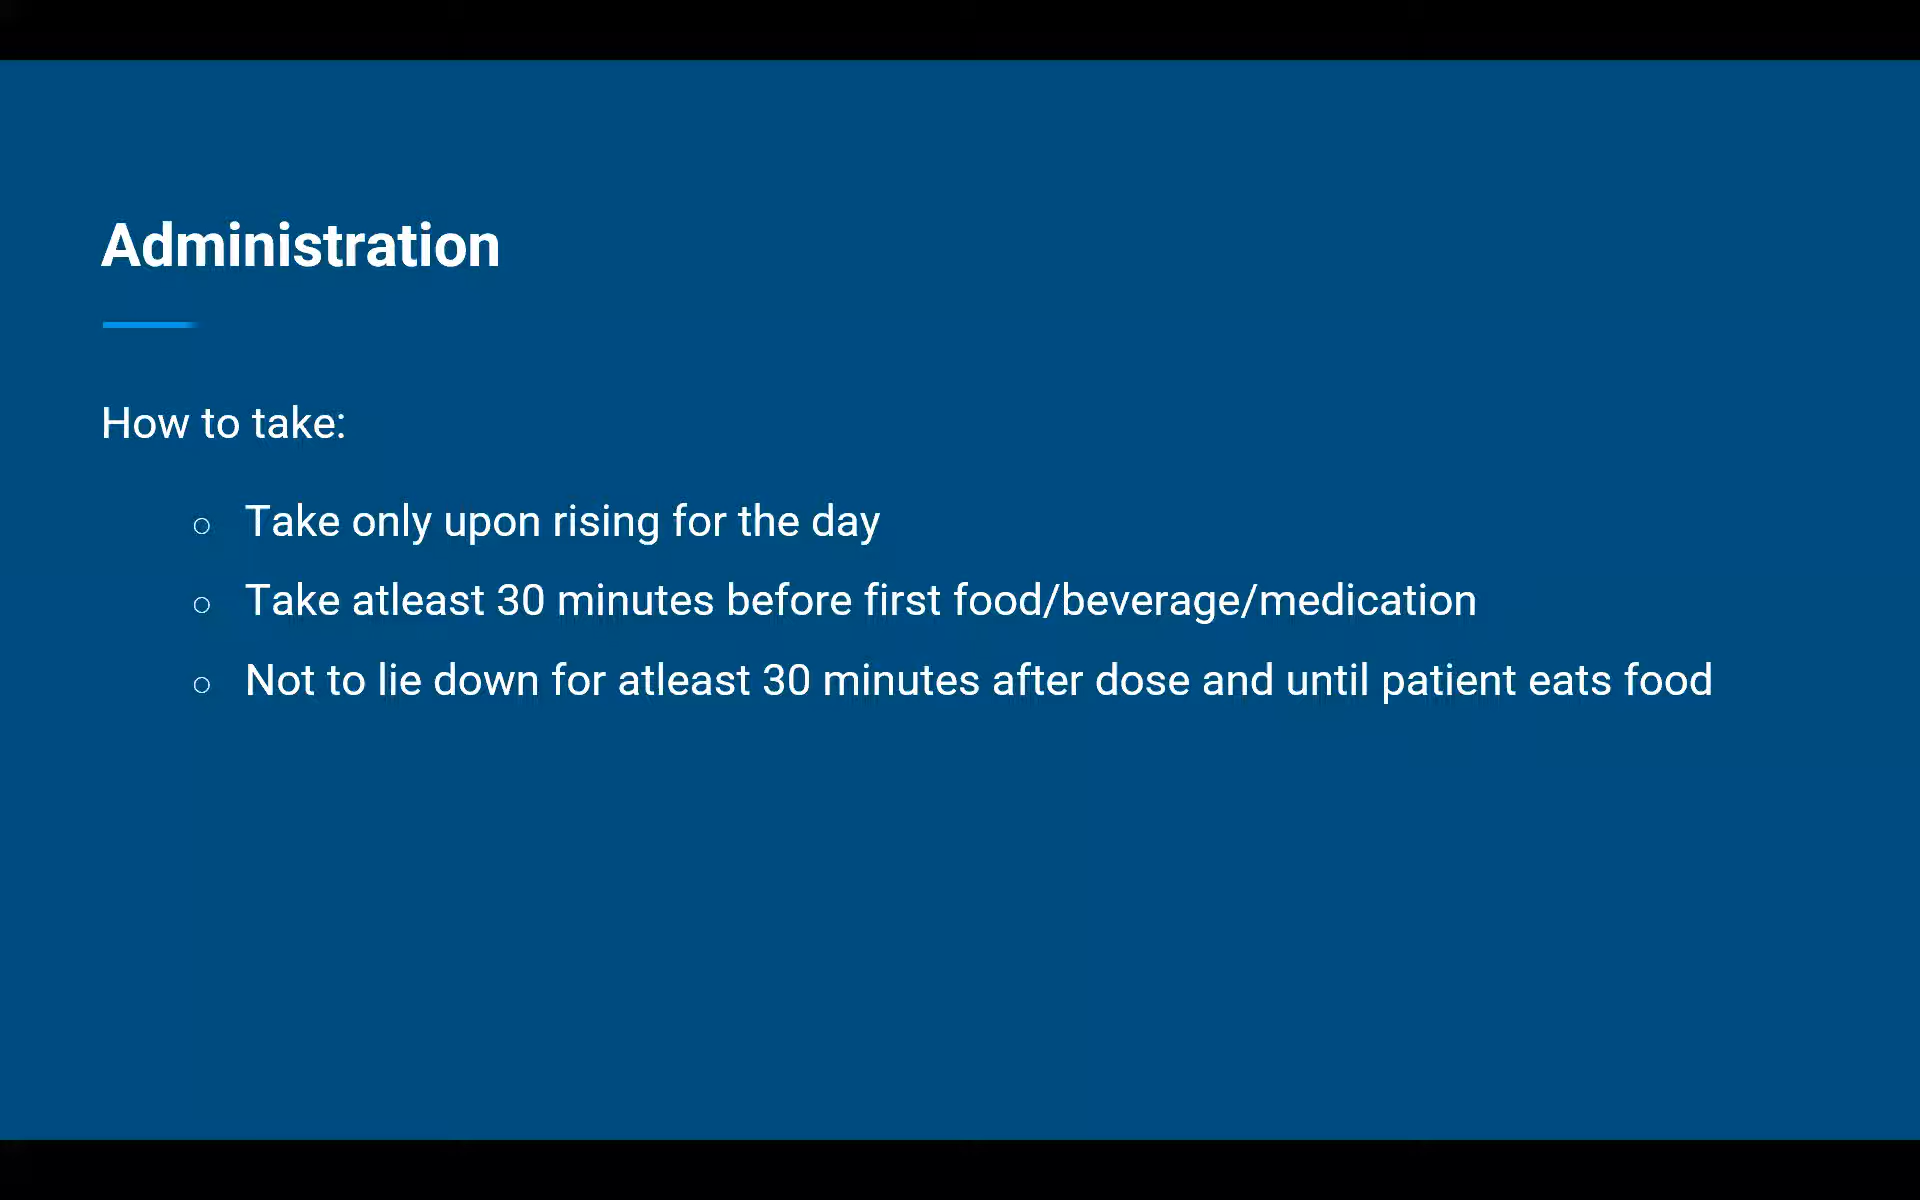 Administration
How to take:
○ Take only upon rising for the day
○ Take atleast 30 minutes before first food/beverage/medication
○ Not to lie down for atleast 30 minutes after dose and until patient eats food